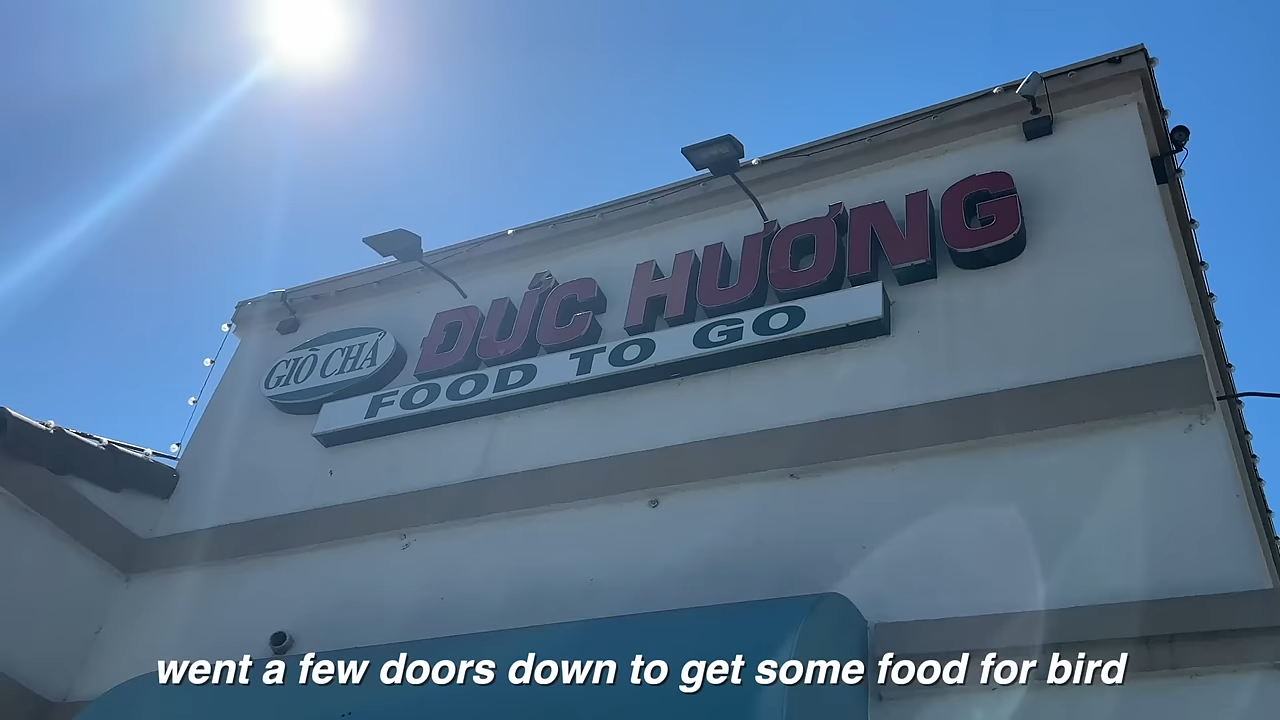 GIÒ CHẢ
ĐỨC HƯƠNG
FOOD TO GO
went a few doors down to get some food for bird